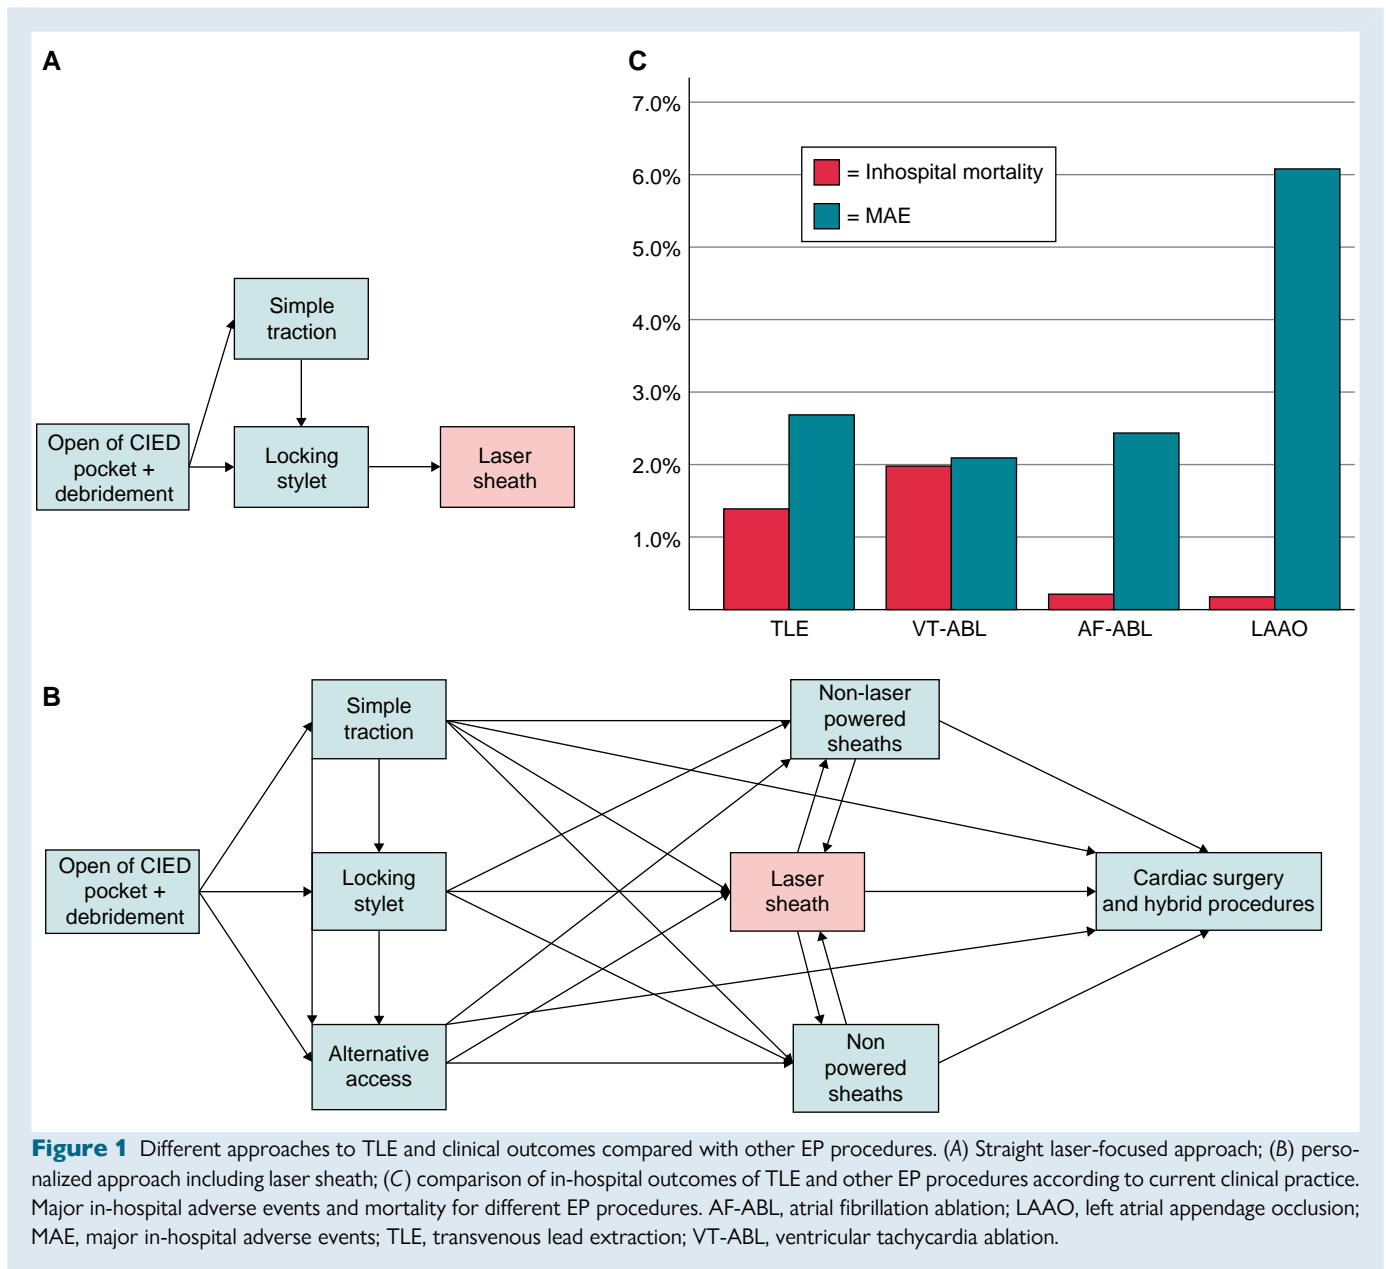 A
Simple
traction
Open of CIED
pocket +
debridement
Locking
stylet
Laser
sheath
C
7.0%
6.0%
5.0%
4.0%
3.0%
2.0%
1.0%
= Inhospital mortality
= MAE
TLE
VT-ABL
AF-ABL
LAAO
B
Simple
traction
Non-laser
powered
sheaths
Open of CIED
pocket +
debridement
Locking
stylet
Laser
sheath
Cardiac surgery
and hybrid procedures
Alternative
access
Non
powered
sheaths
Figure 1 Different approaches to TLE and clinical outcomes compared with other EP procedures. (A) Straight laser-focused approach; (B) perso-
nalized approach including laser sheath; (C) comparison of in-hospital outcomes of TLE and other EP procedures according to current clinical practice.
Major in-hospital adverse events and mortality for different EP procedures. AF-ABL, atrial fibrillation ablation; LAAO, left atrial appendage occlusion;
MAE, major in-hospital adverse events; TLE, transvenous lead extraction; VT-ABL, ventricular tachycardia ablation.